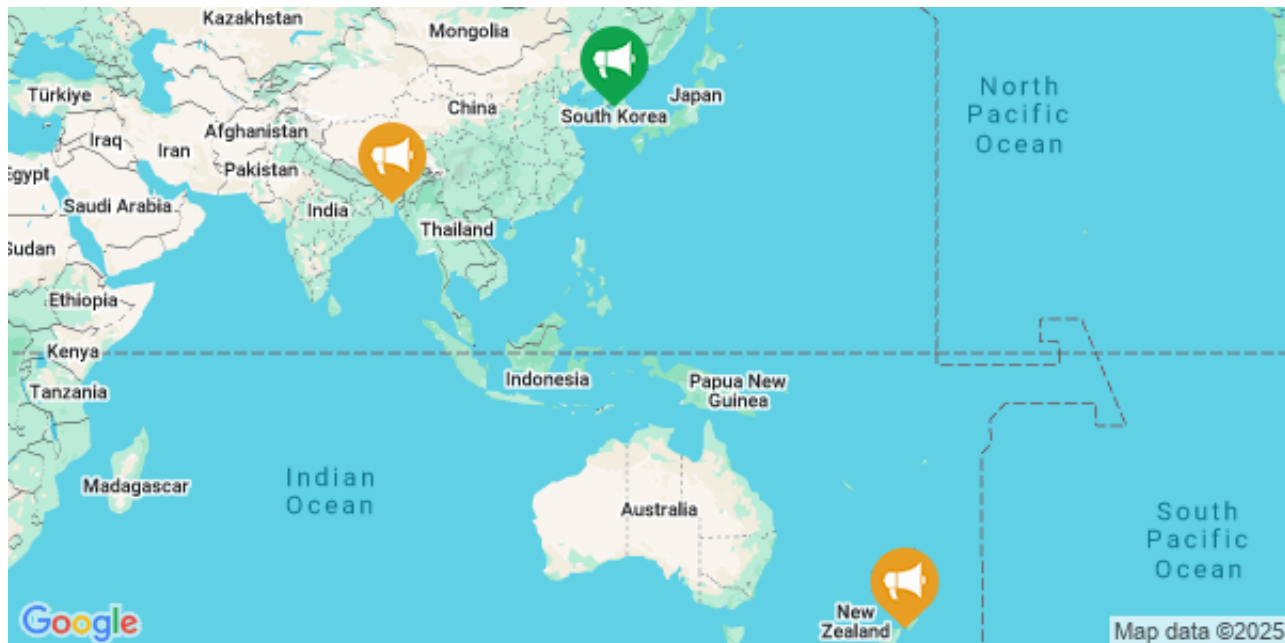 Kazakhstan
Mongolia
North
Pacific
Ocean
Türkiye
Japan
China
South Korea
Afghanistan
Iraq
Iran
Pakistan
Egypt
Saudi Arabia
India
Thailand
Sudan
Ethiopia
Kenya
Indonesia
Papua New
Guinea
Tanzania
Indian
Ocean
Madagascar
Australia
South
Pacific
Ocean
New
Zealand
Google
Map data ©2025